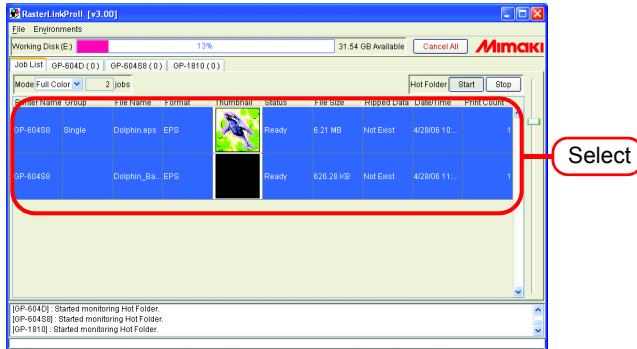 RasterLinkProII [v3.00]
File Environments
Working Disk(E:) 13% 31.54 GB Available Cancel All Mimaki
Job List GP-604D ( 0 ) GP-604S8 ( 0 ) GP-1810 ( 0 )
Mode Full Color 2 jobs Hot Folder Start Stop
Printer Name Group File Name Format Thumbnail Status File Size Ripped Data Date/Time Print Count
GP-604S8 Single Dolphin.eps EPS Ready 6.21 MB Not Exist 4/28/06 10:... 1
Select
GP-604S8 Dolphin_Ba... EPS Ready 626.28 KB Not Exist 4/28/06 11:... 1
[GP-604D] : Started monitoring Hot Folder.
[GP-604S8] : Started monitoring Hot Folder.
[GP-1810] : Started monitoring Hot Folder.